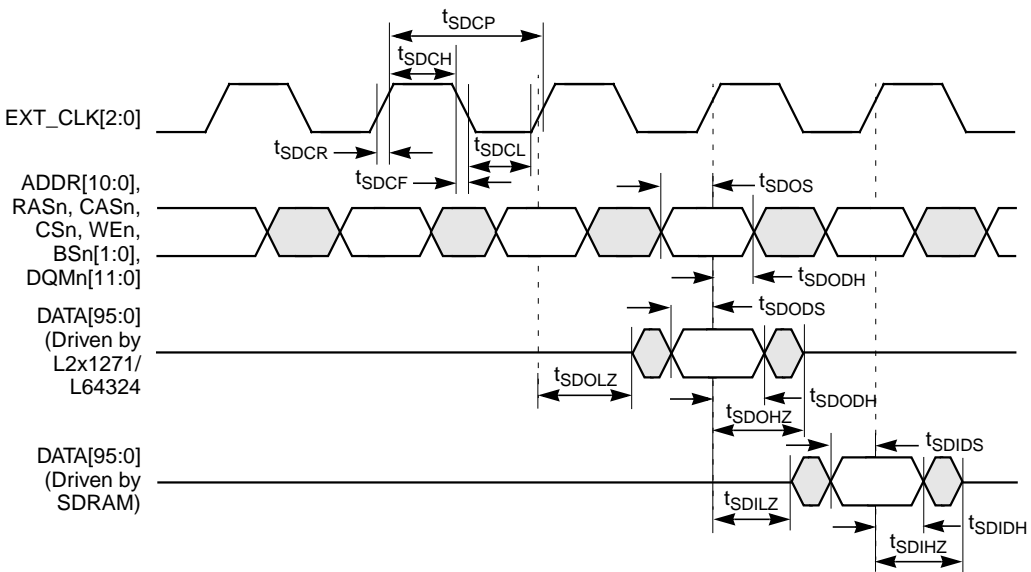 tSDCP
tSDCH
EXT_CLK[2:0]
tSDCR
tSDCL
tSDCF
ADDR[10:0],
RASn, CASn,
CSn, WEn,
BSn[1:0],
DQMn[11:0]
tSDOS
tSDODH
DATA[95:0]
(Driven by
L2x1271/
L64324
tSDODS
tSDOLZ
tSDODH
tSDOHZ
DATA[95:0]
(Driven by
SDRAM)
tSDIDS
tSDILZ
tSDIDH
tSDIHZ